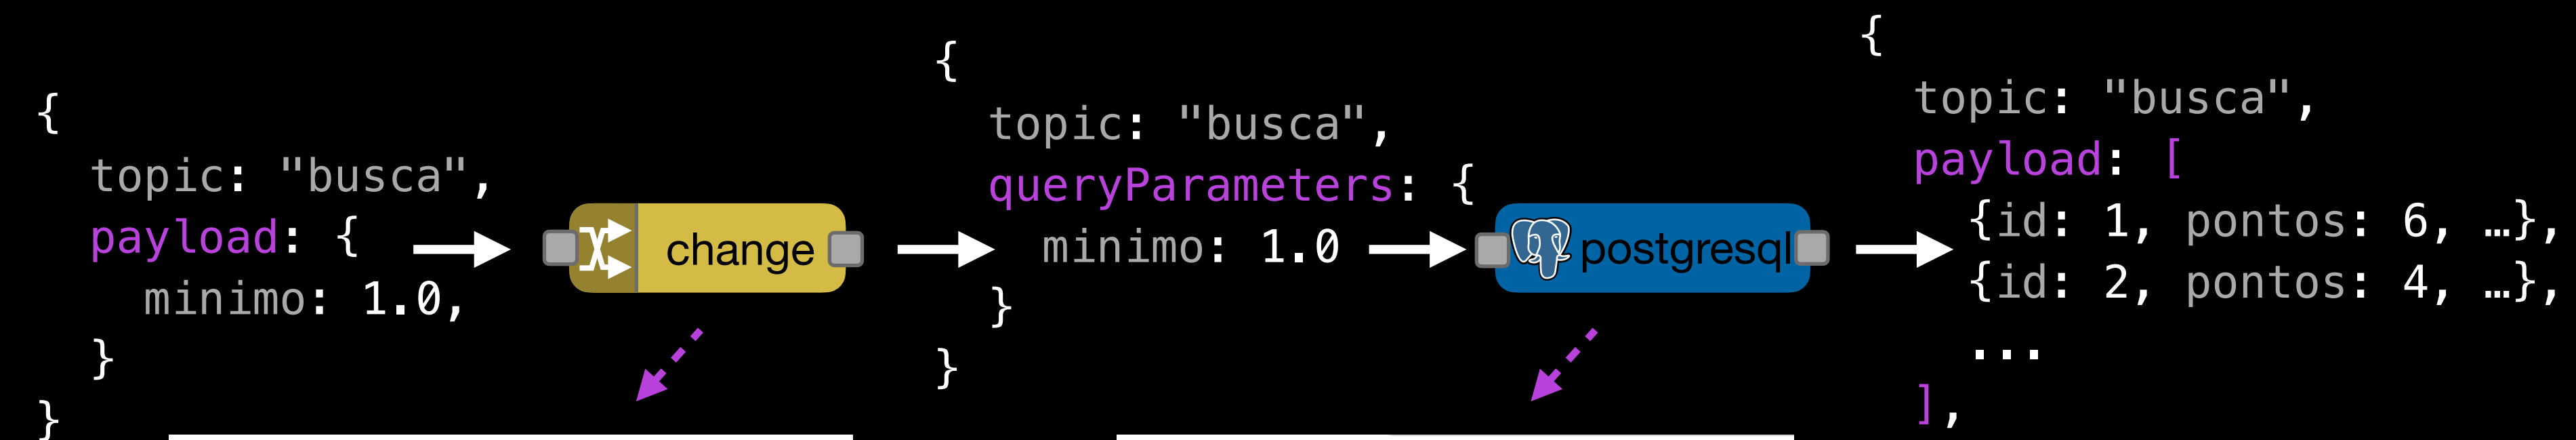 {
topic: "busca",
payload: {
minimo: 1.0,
}
}
change
{
topic: "busca",
queryParameters: {
minimo: 1.0
}
}
postgresql
{
topic: "busca",
payload: [
{id: 1, pontos: 6, …},
{id: 2, pontos: 4, …},
...
],